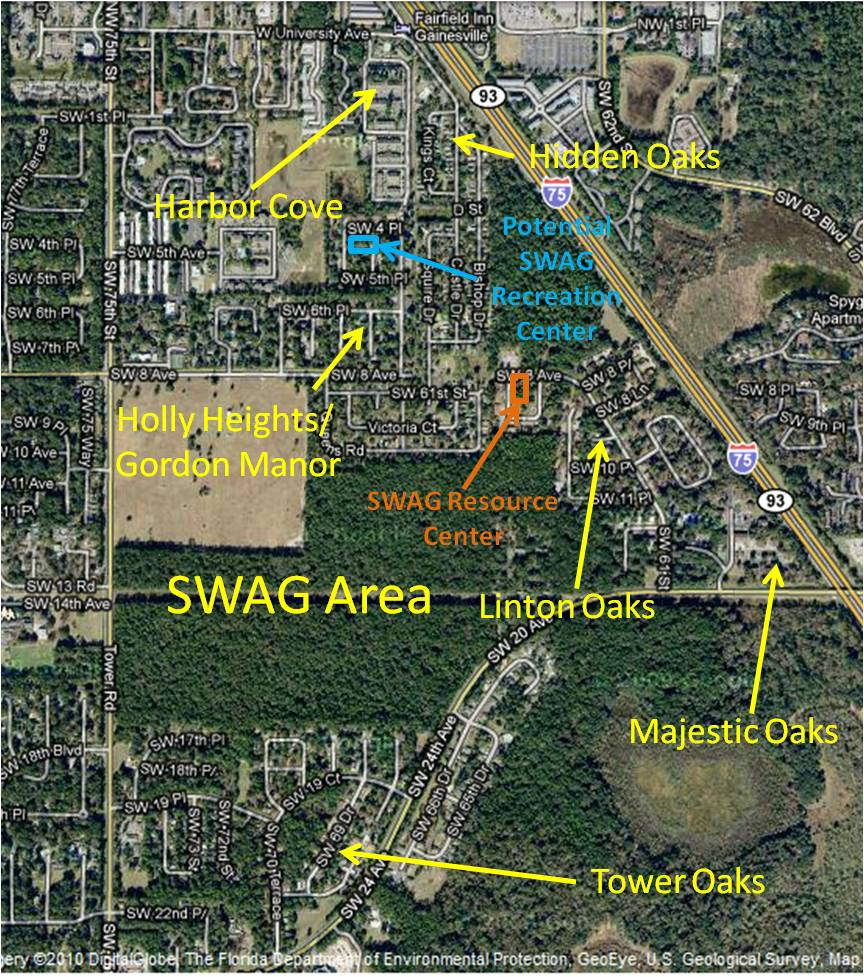 Fairfield Inn
Gainesville
W University Ave
NW 1st Pl
NW 75th St
93
SW 1st Pl
SW 62nd S
Kings Ct
Hidden Oaks
SW 77th Terrace
75
Harbor Cove
SW 62 Blvd
D St
SW 4 Pl
Potential
SWAG
Recreation
Center
SW 4th Pl
SW 5th Ave
SW 5th Pl
SW 5th Pl
SW 75th St
Squire Dr
Castle Dr
Bishop Dr
SW 6th Pl
SW 6th Pl
Spyg
Apartm
SW 7th Pl
SW 8 Ave
SW 8 Ave
SW 8 Ave
SW 8 Pl
SW 8 Ln
SW 8 Pl
SW 61st St
SW 75 Way
Holly Heights/
Gordon Manor
SW 9 Pl
SW 9th Pl
Victoria Ct
ens Rd
V 10 Ave
75
SW 10 Pl
11 Ave
SW 11 Pl
93
11 Pl
SWAG Resource
Center
SW 61 St
SW 13 Rd
SW 14th Ave
SWAG Area
Linton Oaks
SW 20 Ave
Tower Rd
Majestic Oaks
SW 24th Ave
SW 17th Pl
SW 18th Blvd
SW 18th Pl
SW 19 Ct
SW 66th Dr
SW 65th Dr
SW 19 Pl
h Pl
SW 73 St
SW 72nd St
SW 69 Dr
SW 70 Terrace
Tower Oaks
SW 24 Ave
SW 22nd Pl
SW 75
ery ©2010 DigitalGlobe, The Florida Department of Environmental Protection, GeoEye, U.S. Geological Survey, Map